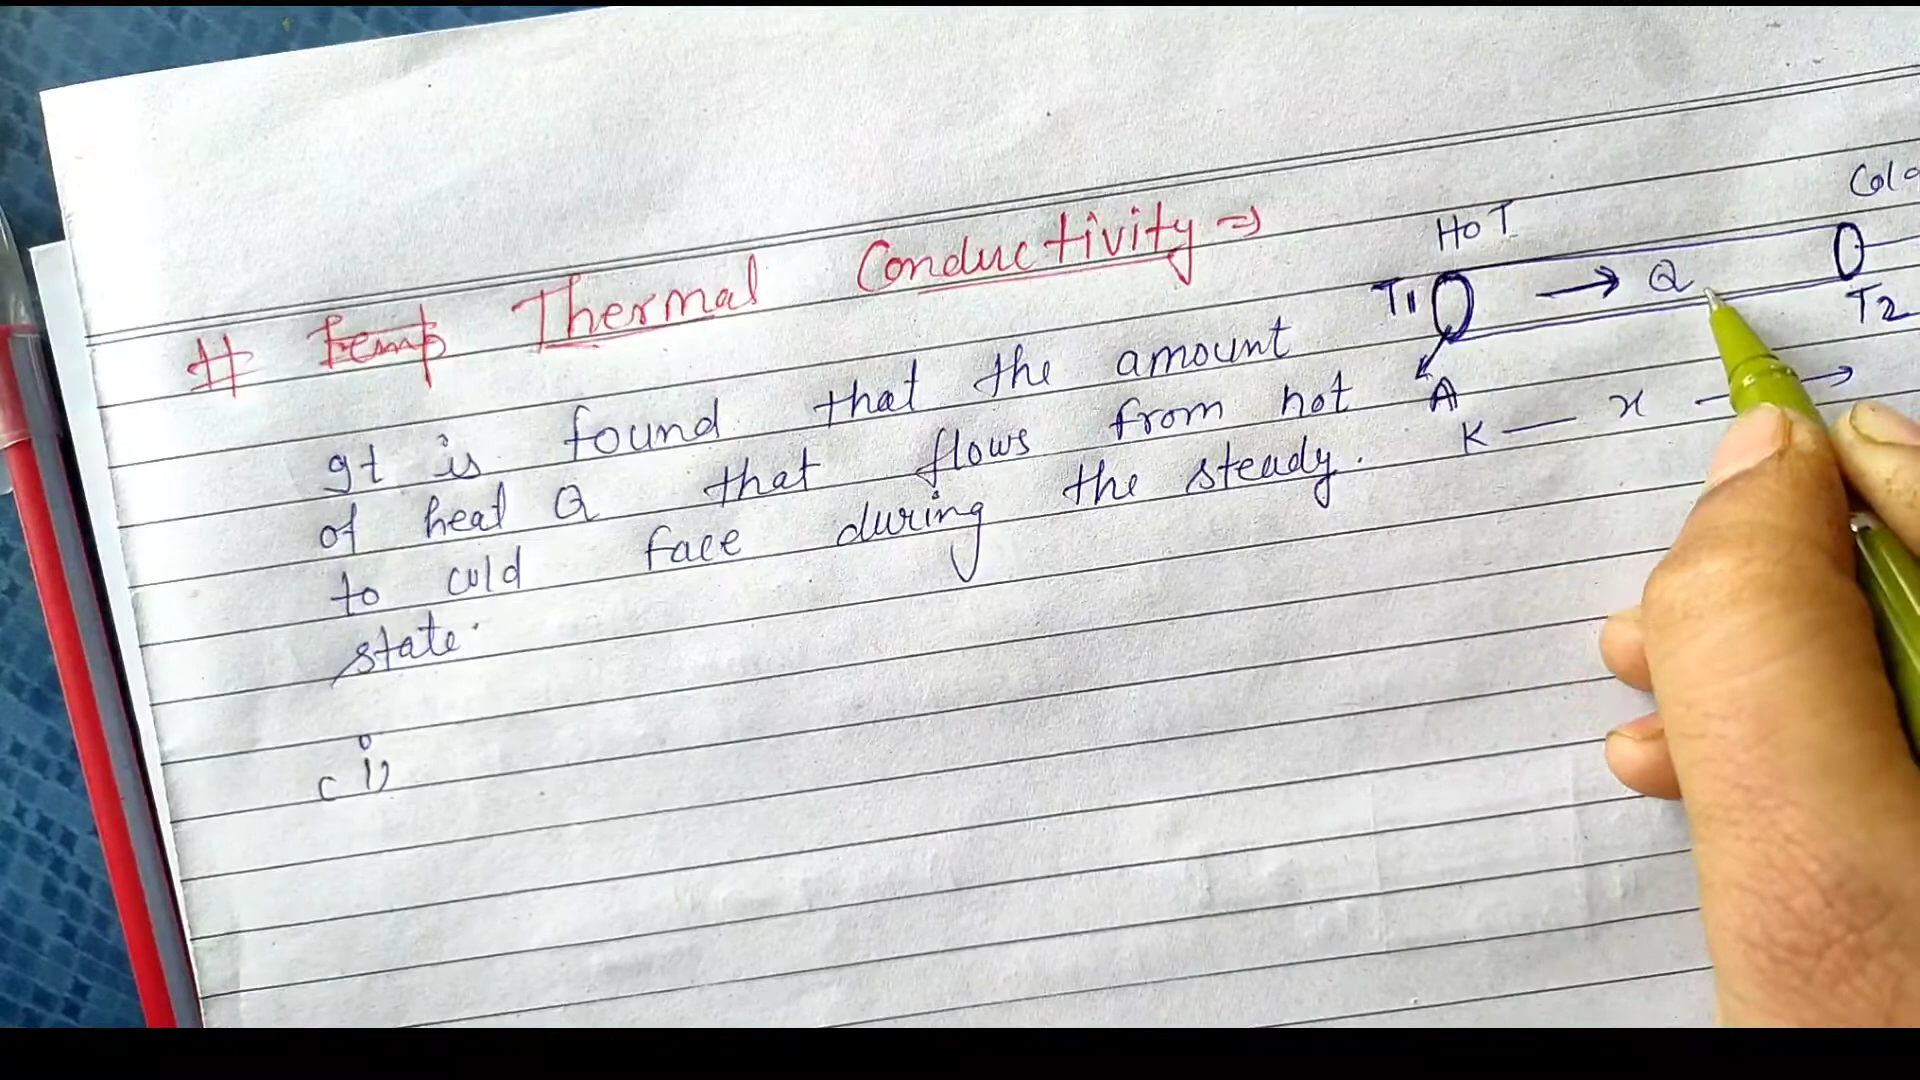 # Temp Thermal Conductivity ⇒
It is found that the amount
of heat Q that flows from hot
to cold face during the steady.
state.
(i)
HOT
Cold
T1
→ Q
T2
A
K — x — →